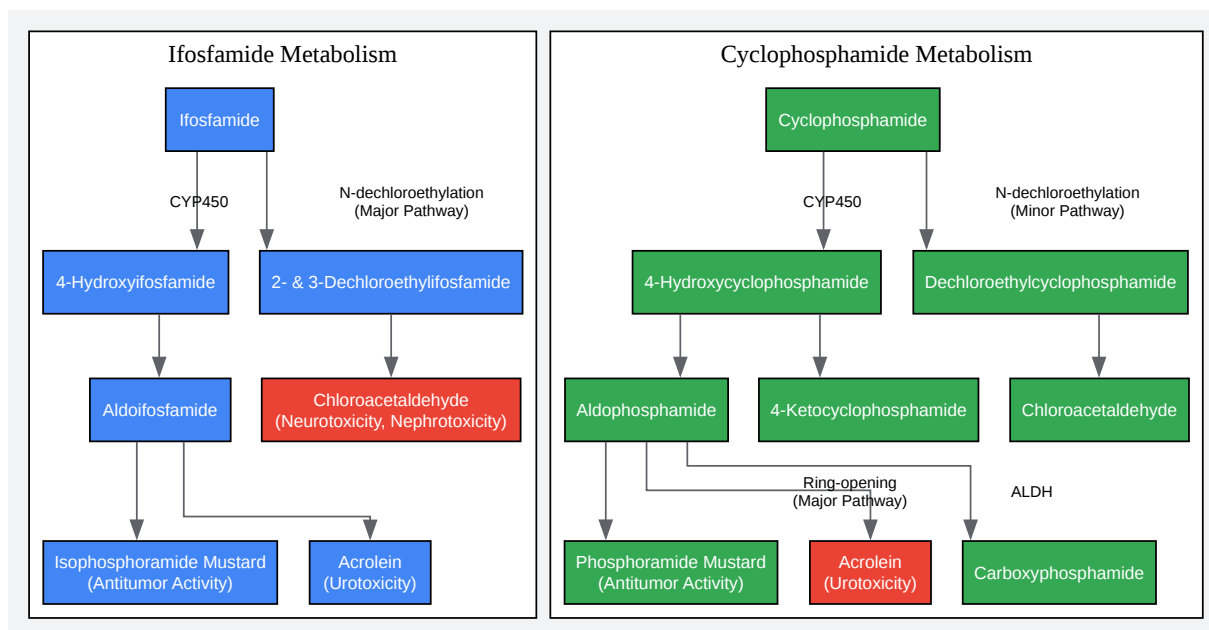 Ifosfamide Metabolism
Ifosfamide
CYP450
N-dechloroethylation
(Major Pathway)
4-Hydroxyifosfamide
2- & 3-Dechloroethylifosfamide
Aldoifosfamide
Chloroacetaldehyde
(Neurotoxicity, Nephrotoxicity)
Isophosphoramide Mustard
(Antitumor Activity)
Acrolein
(Urotoxicity)
Cyclophosphamide Metabolism
Cyclophosphamide
CYP450
N-dechloroethylation
(Minor Pathway)
4-Hydroxycyclophosphamide
Dechloroethylcyclophosphamide
Aldophosphamide
4-Ketocyclophosphamide
Chloroacetaldehyde
Ring-opening
(Major Pathway)
ALDH
Phosphoramide Mustard
(Antitumor Activity)
Acrolein
(Urotoxicity)
Carboxyphosphamide